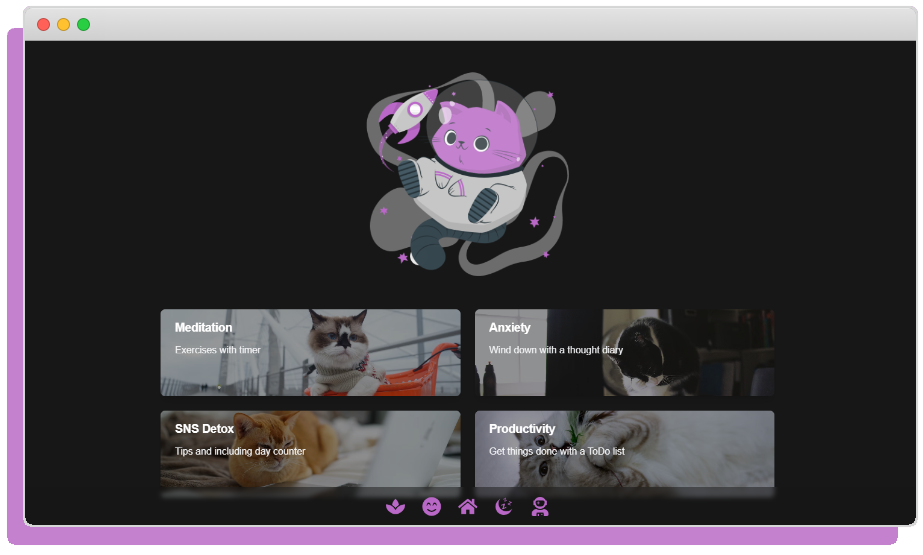 Meditation
Exercises with timer
Anxiety
Wind down with a thought diary
SNS Detox
Tips and including day counter
Productivity
Get things done with a ToDo list